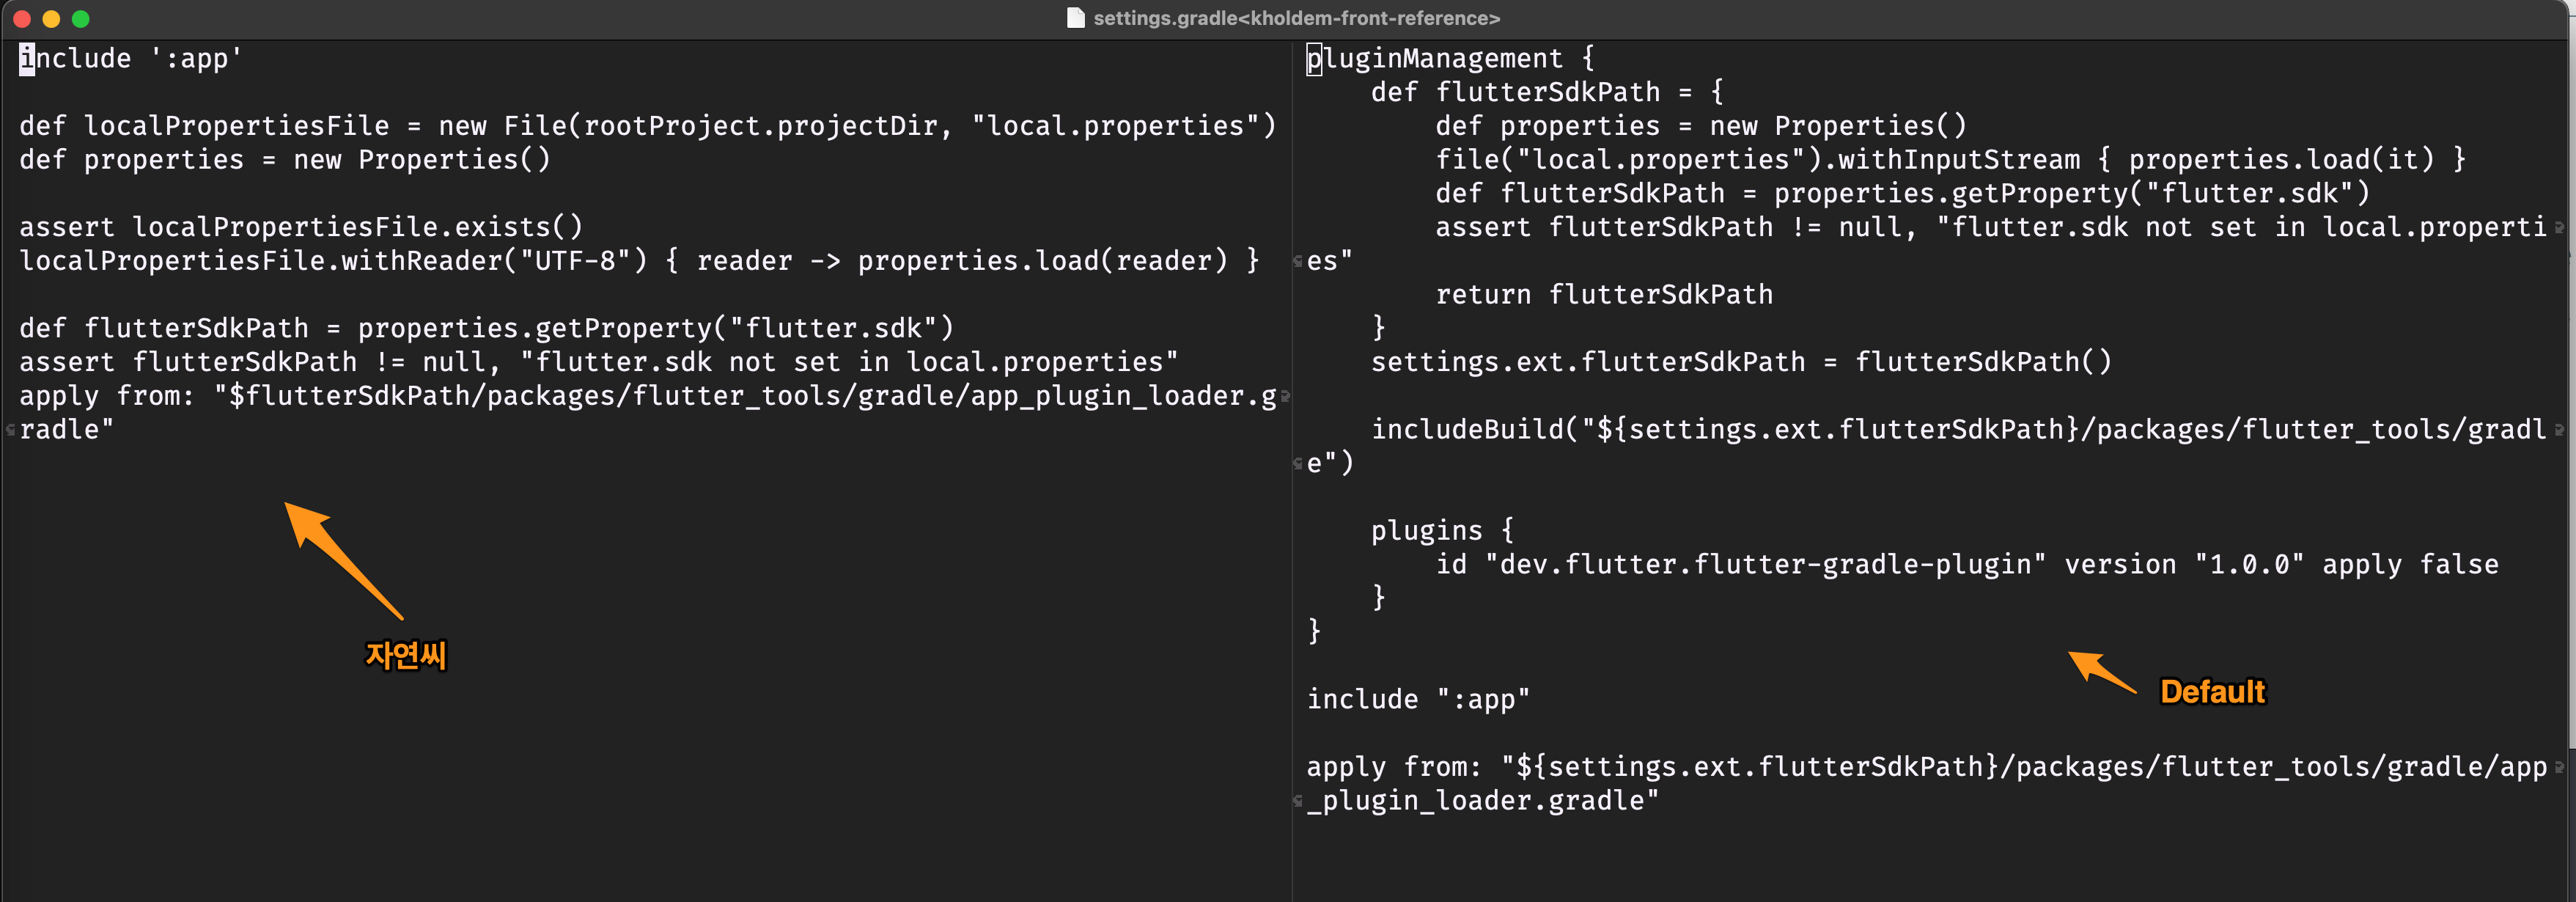 settings.gradle<kholdem-front-reference>
include ':app'
def localPropertiesFile = new File(rootProject.projectDir, "local.properties")
def properties = new Properties()
assert localPropertiesFile.exists()
localPropertiesFile.withReader("UTF-8") { reader -> properties.load(reader) }
def flutterSdkPath = properties.getProperty("flutter.sdk")
assert flutterSdkPath != null, "flutter.sdk not set in local.properties"
apply from: "$flutterSdkPath/packages/flutter_tools/gradle/app_plugin_loader.g
radle"
자연씨
pluginManagement {
    def flutterSdkPath = {
        def properties = new Properties()
        file("local.properties").withInputStream { properties.load(it) }
        def flutterSdkPath = properties.getProperty("flutter.sdk")
        assert flutterSdkPath != null, "flutter.sdk not set in local.properti
es"
        return flutterSdkPath
    }
    settings.ext.flutterSdkPath = flutterSdkPath()
    includeBuild("${settings.ext.flutterSdkPath}/packages/flutter_tools/gradl
e")
    plugins {
        id "dev.flutter.flutter-gradle-plugin" version "1.0.0" apply false
    }
}
Default
include ":app"
apply from: "${settings.ext.flutterSdkPath}/packages/flutter_tools/gradle/app
_plugin_loader.gradle"